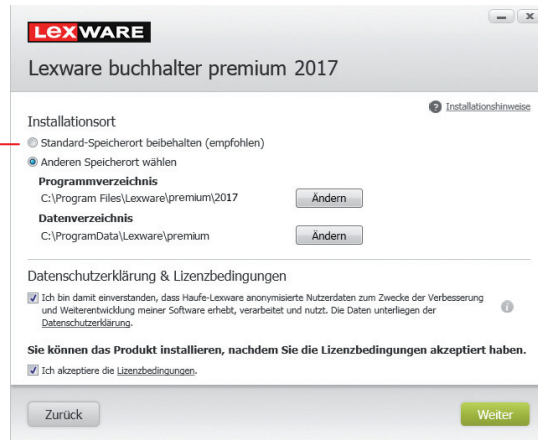 LEXWARE
Lexware buchhalter premium 2017
Installationshinweise
Installationsort
Standard-Speicherort beibehalten (empfohlen)
Anderen Speicherort wählen
Programmverzeichnis
C:\Program Files\Lexware\premium\2017 Ändern
Datenverzeichnis
C:\ProgramData\Lexware\premium Ändern
Datenschutzerklärung & Lizenzbedingungen
Ich bin damit einverstanden, dass Haufe-Lexware anonymisierte Nutzerdaten zum Zwecke der Verbesserung
und Weiterentwicklung meiner Software erhebt, verarbeitet und nutzt. Die Daten unterliegen der
Datenschutzerklärung.
Sie können das Produkt installieren, nachdem Sie die Lizenzbedingungen akzeptiert haben.
Ich akzeptiere die Lizenzbedingungen.
Zurück Weiter